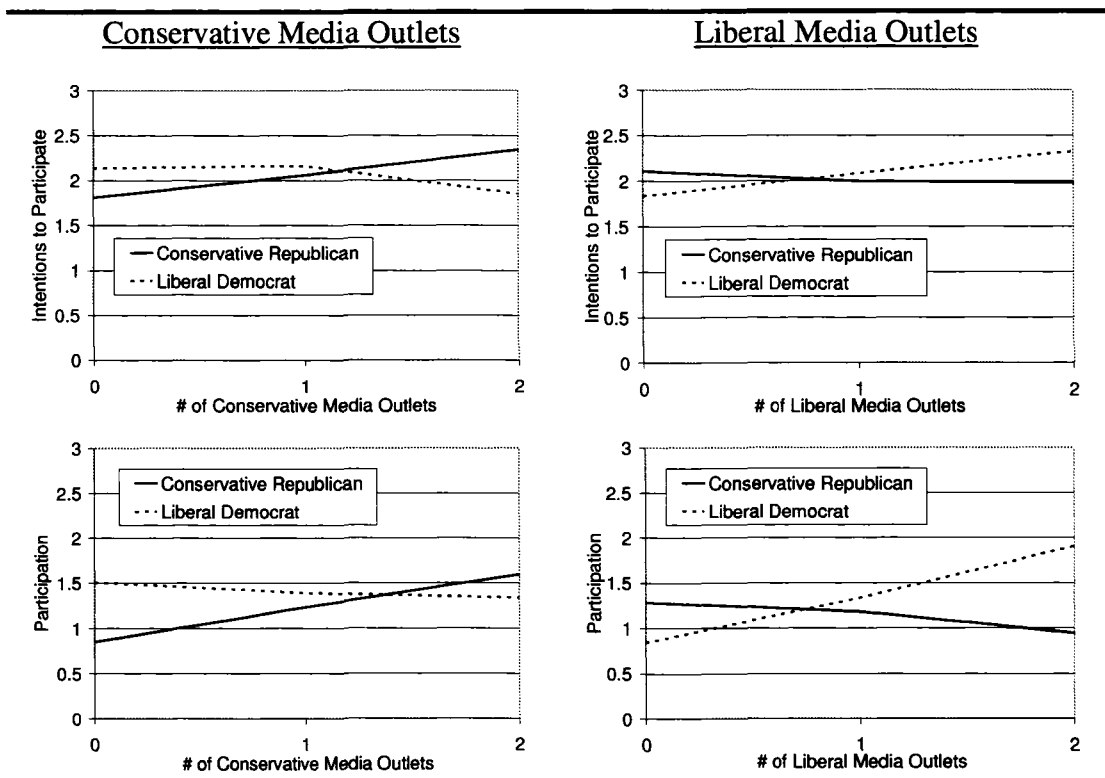 Conservative Media Outlets
Liberal Media Outlets
3
2.5
2
1.5
1
0.5
0
Intentions to Participate
Conservative Republican
Liberal Democrat
0
1
2
# of Conservative Media Outlets
3
2.5
2
1.5
1
0.5
0
Intentions to Participate
Conservative Republican
Liberal Democrat
0
1
2
# of Liberal Media Outlets
3
2.5
2
1.5
1
0.5
0
Participation
Conservative Republican
Liberal Democrat
0
1
2
# of Conservative Media Outlets
3
2.5
2
1.5
1
0.5
0
Participation
Conservative Republican
Liberal Democrat
0
1
2
# of Liberal Media Outlets